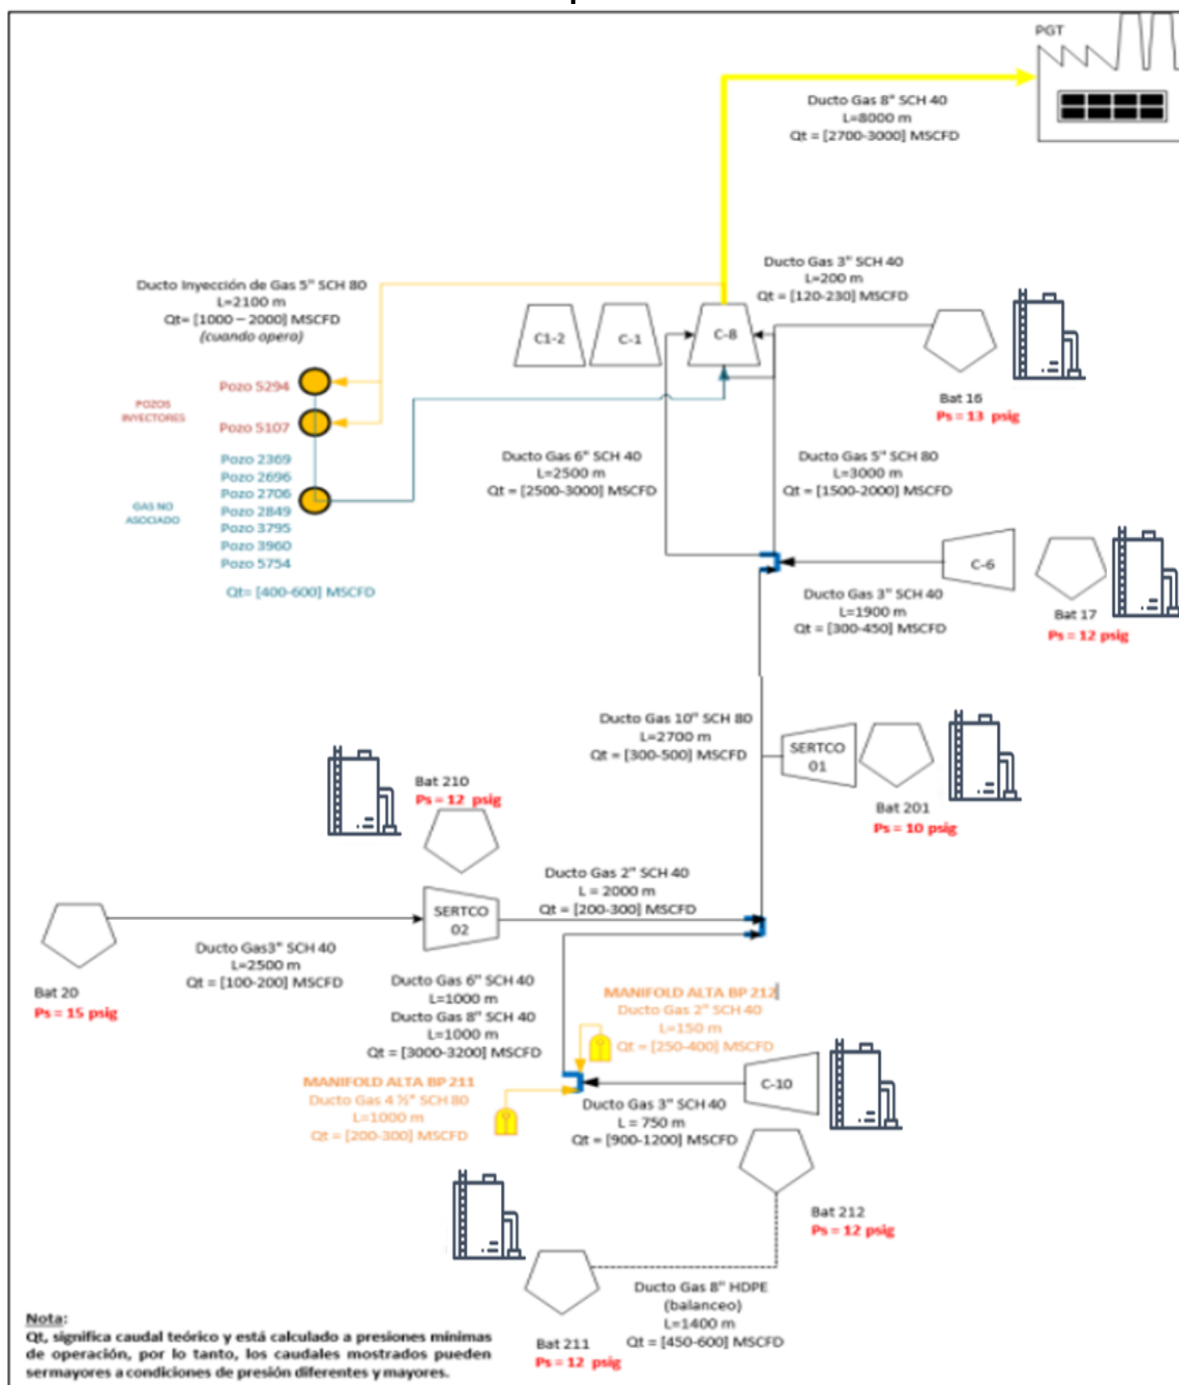 PGT
Ducto Gas 8" SCH 40
L=8000 m
Qt = [2700-3000] MSCFD
Ducto Gas 3" SCH 40
L=200 m
Qt = [120-230] MSCFD
Ducto Inyección de Gas 5" SCH 80
L=2100 m
Qt= [1000 – 2000] MSCFD
(cuando opera)
C1-2
C-1
C-8
Bat 16
Ps = 13 psig
Pozo 5294
POZOS
INYECTORES
Pozo 5107
Pozo 2369
Pozo 2696
Pozo 2706
Pozo 2849
Pozo 3795
Pozo 3960
Pozo 5754
GAS NO
ASOCIADO
Qt= [400-600] MSCFD
Ducto Gas 6" SCH 40
L=2500 m
Qt = [2500-3000] MSCFD
Ducto Gas 5" SCH 80
L=3000 m
Qt = [1500-2000] MSCFD
C-6
Ducto Gas 3" SCH 40
L=1900 m
Qt = [300-450] MSCFD
Bat 17
Ps = 12 psig
Ducto Gas 10" SCH 80
L=2700 m
Qt = [300-500] MSCFD
SERTCO
01
Bat 201
Ps = 10 psig
Bat 210
Ps = 12 psig
Ducto Gas 2" SCH 40
L = 2000 m
Qt = [200-300] MSCFD
SERTCO
02
Ducto Gas3" SCH 40
L=2500 m
Qt = [100-200] MSCFD
Bat 20
Ps = 15 psig
Ducto Gas 6" SCH 40
L=1000 m
Ducto Gas 8" SCH 40
L=1000 m
Qt = [3000-3200] MSCFD
MANIFOLD ALTA BP 212
Ducto Gas 2" SCH 40
L=150 m
Qt = [250-400] MSCFD
MANIFOLD ALTA BP 211
Ducto Gas 4 ½" SCH 80
L=1000 m
Qt = [200-300] MSCFD
C-10
Ducto Gas 3" SCH 40
L = 750 m
Qt = [900-1200] MSCFD
Bat 212
Ps = 12 psig
Ducto Gas 8" HDPE
(balanceo)
L=1400 m
Qt = [450-600] MSCFD
Bat 211
Ps = 12 psig
Nota:
Qt, significa caudal teórico y está calculado a presiones mínimas
de operación, por lo tanto, los caudales mostrados pueden
sermayores a condiciones de presión diferentes y mayores.